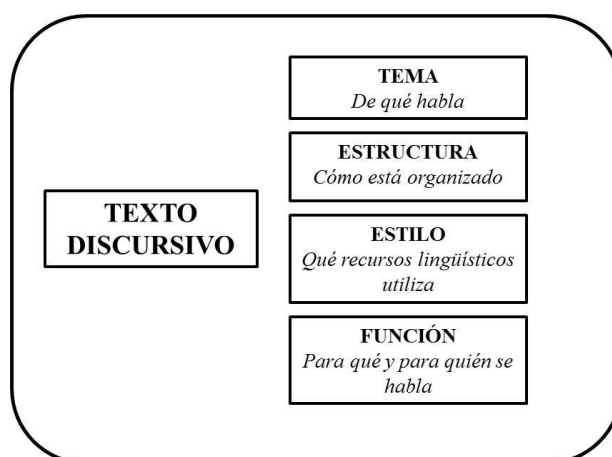 TEXTO
DISCURSIVO
TEMA
De qué habla
ESTRUCTURA
Cómo está organizado
ESTILO
Qué recursos lingüísticos
utiliza
FUNCIÓN
Para qué y para quién se
habla